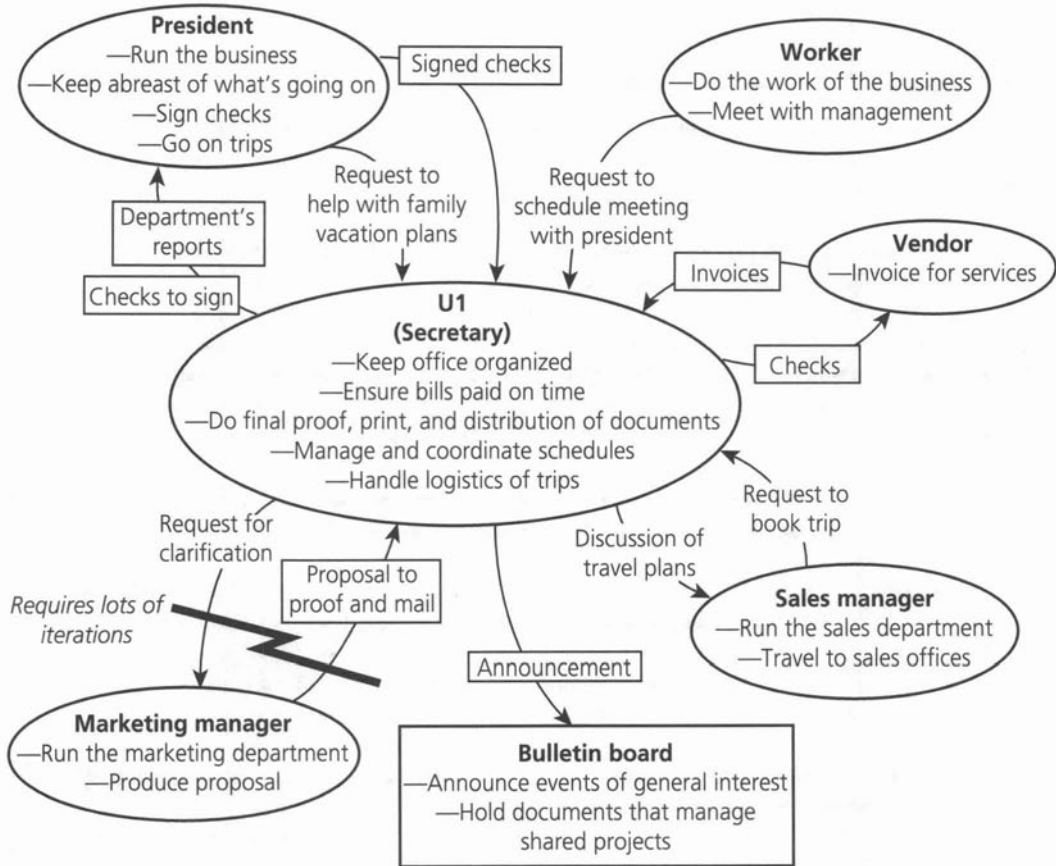 President
—Run the business
—Keep abreast of what's going on
—Sign checks
—Go on trips
Signed checks
Worker
—Do the work of the business
—Meet with management
Request to
help with family
vacation plans
Request to
schedule meeting
with president
Department's
reports
Checks to sign
Vendor
—Invoice for services
Invoices
Checks
U1
(Secretary)
—Keep office organized
—Ensure bills paid on time
—Do final proof, print, and distribution of documents
—Manage and coordinate schedules
—Handle logistics of trips
Request for
clarification
Proposal to
proof and mail
Discussion of
travel plans
Request to
book trip
Requires lots of
iterations
Sales manager
—Run the sales department
—Travel to sales offices
Announcement
Marketing manager
—Run the marketing department
—Produce proposal
Bulletin board
—Announce events of general interest
—Hold documents that manage
shared projects